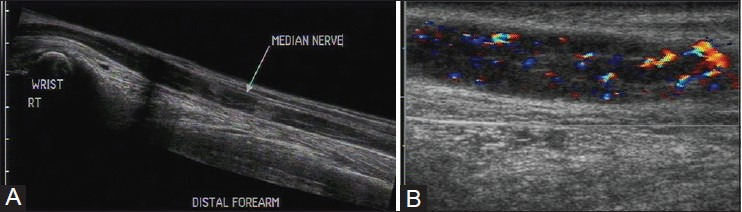 MEDIAN NERVE
WRIST
RT
DISTAL FOREARM
A
B